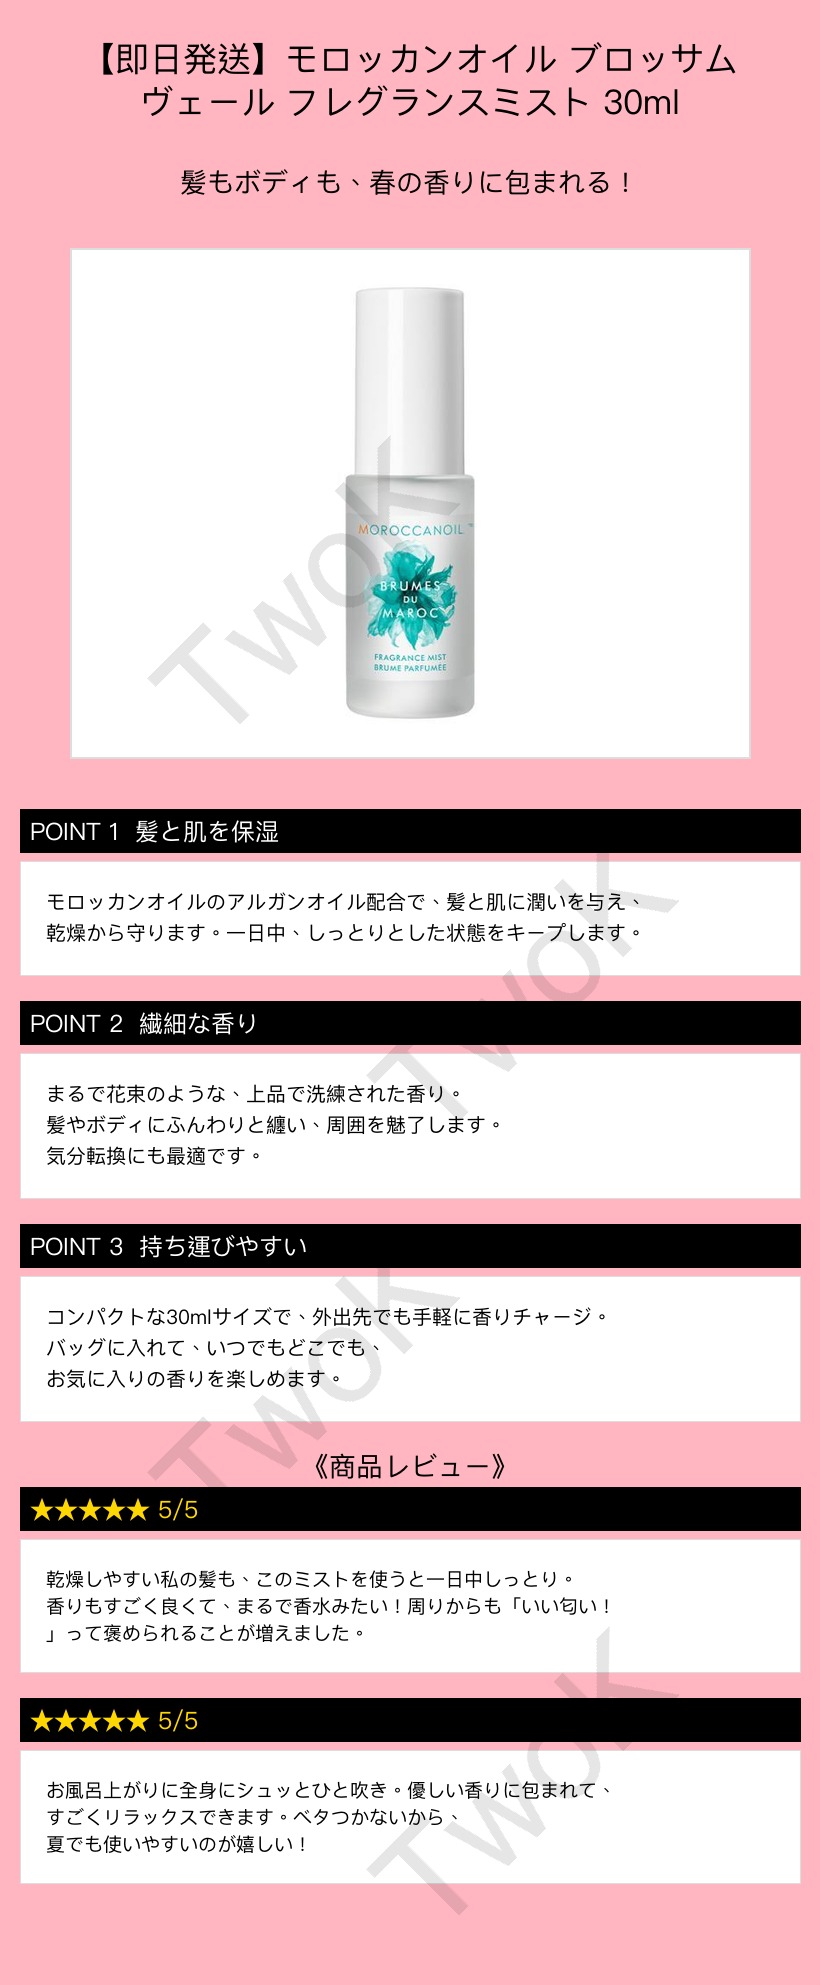 【即日発送】モロッカンオイル ブロッサム
ヴェール フレグランスミスト 30ml
髪もボディも、春の香りに包まれる！
MOROCCANOIL ™
BRUMES
DU
MAROC
FRAGRANCE MIST
BRUME PARFUMÉE
TwoK
POINT 1 髪と肌を保湿
モロッカンオイルのアルガンオイル配合で、髪と肌に潤いを与え、
乾燥から守ります。一日中、しっとりとした状態をキープします。
TwoK
POINT 2 繊細な香り
まるで花束のような、上品で洗練された香り。
髪やボディにふんわりと纏い、周囲を魅了します。
気分転換にも最適です。
POINT 3 持ち運びやすい
コンパクトな30mlサイズで、外出先でも手軽に香りチャージ。
バッグに入れて、いつでもどこでも、
お気に入りの香りを楽しめます。
TwoK
《商品レビュー》
★★★★★ 5/5
乾燥しやすい私の髪も、このミストを使うと一日中しっとり。
香りもすごく良くて、まるで香水みたい！周りからも「いい匂い！
」って褒められることが増えました。
★★★★★ 5/5
お風呂上がりに全身にシュッとひと吹き。優しい香りに包まれて、
すごくリラックスできます。ベタつかないから、
夏でも使いやすいのが嬉しい！
TwoK